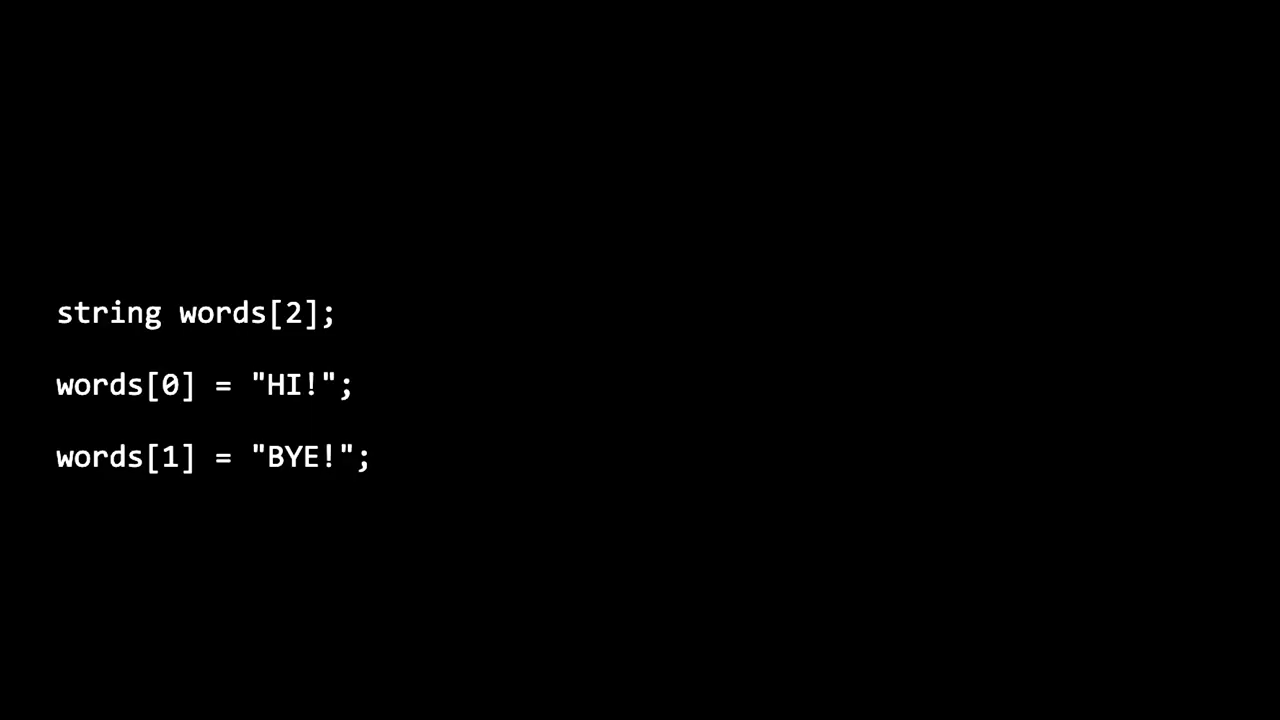 string words[2];
words[0] = "HI!";
words[1] = "BYE!";